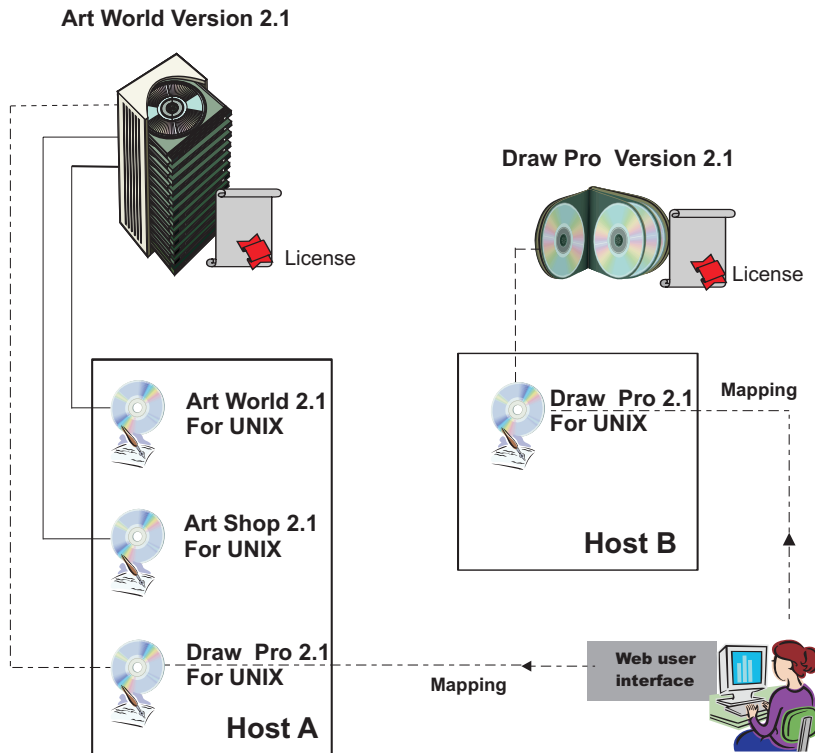 Art World Version 2.1
Draw Pro Version 2.1
License
License
Art World 2.1
For UNIX
Art Shop 2.1
For UNIX
Draw Pro 2.1
For UNIX
Host A
Draw Pro 2.1
For UNIX
Host B
Mapping
Mapping
Web user
interface